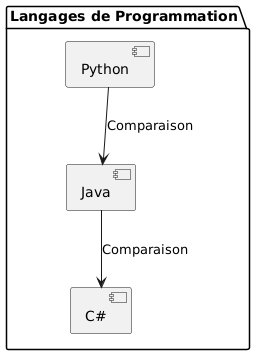 Langages de Programmation
Python
Comparaison
Java
Comparaison
C#